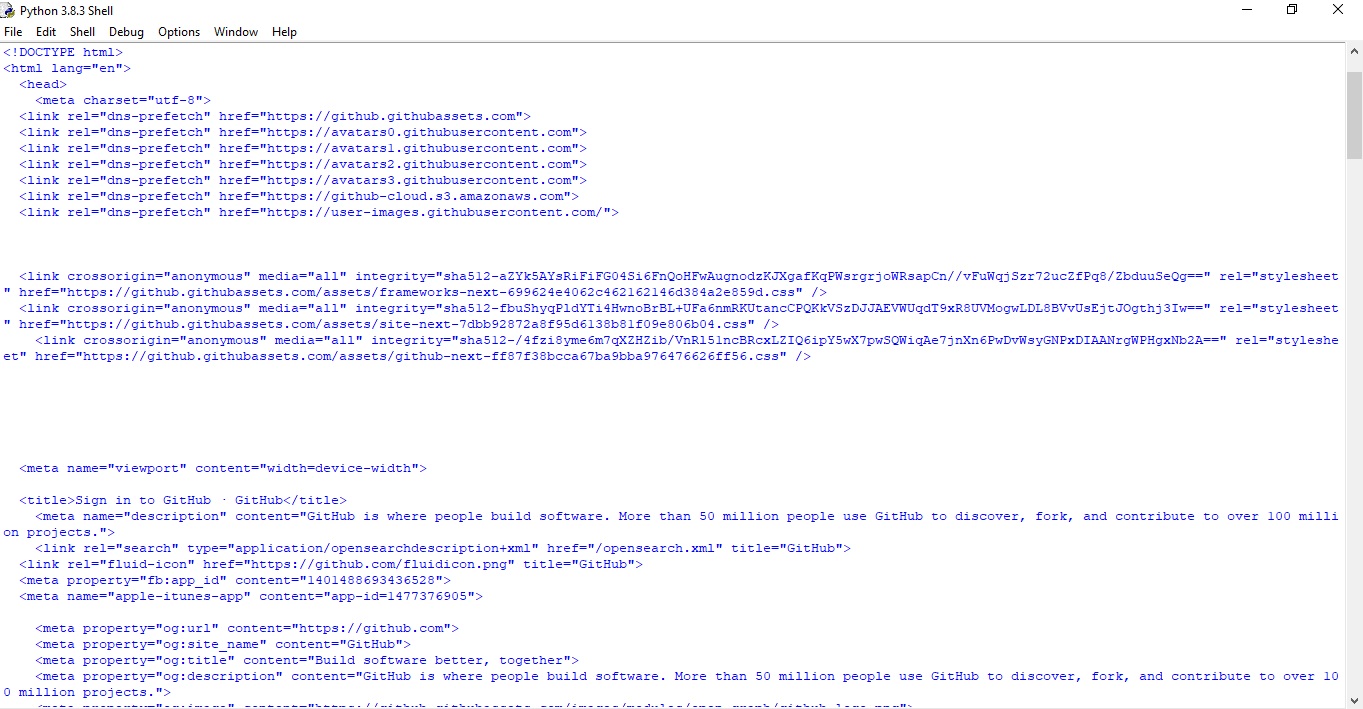 Python 3.8.3 Shell
File Edit Shell Debug Options Window Help
<!DOCTYPE html>
<html lang="en">
<head>
<meta charset="utf-8">
<link rel="dns-prefetch" href="https://github.githubassets.com">
<link rel="dns-prefetch" href="https://avatars0.githubusercontent.com">
<link rel="dns-prefetch" href="https://avatars1.githubusercontent.com">
<link rel="dns-prefetch" href="https://avatars2.githubusercontent.com">
<link rel="dns-prefetch" href="https://avatars3.githubusercontent.com">
<link rel="dns-prefetch" href="https://github-cloud.s3.amazonaws.com">
<link rel="dns-prefetch" href="https://user-images.githubusercontent.com/">
<link crossorigin="anonymous" media="all" integrity="sha512-aZYk5AYsRiFiFG04Si6FnQoHFwAugnodzKJXgafKqPWsrgrjoWRsapCn//vFuWqjSzr72ucZfPq8/ZbduuSeQg==" rel="stylesheet
" href="https://github.githubassets.com/assets/frameworks-next-699624e4062c462162146d384a2e859d.css" />
<link crossorigin="anonymous" media="all" integrity="sha512-fbuShyqPldYTi4HwnoBrBL+UFa6nmRKUtancCPQKkVSzDJJAEVWUqdT9xR8UVMogwLDL8BVvUsEjtJOgthj3Iw==" rel="stylesheet
" href="https://github.githubassets.com/assets/site-next-7dbb92872a8f95d6138b81f09e806b04.css" />
<link crossorigin="anonymous" media="all" integrity="sha512-/4fzi8yme6m7qXZHZib/VnRl51ncBRcxLZIQ6ipY5wX7pwSQWiqAe7jnXn6PwDvWsyGNPxDIAANrgWPHgxNb2A==" rel="styleshe
et" href="https://github.githubassets.com/assets/github-next-ff87f38bcca67ba9bba976476626ff56.css" />
<meta name="viewport" content="width=device-width">
<title>Sign in to GitHub · GitHub</title>
<meta name="description" content="GitHub is where people build software. More than 50 million people use GitHub to discover, fork, and contribute to over 100 milli
on projects.">
<link rel="search" type="application/opensearchdescription+xml" href="/opensearch.xml" title="GitHub">
<link rel="fluid-icon" href="https://github.com/fluidicon.png" title="GitHub">
<meta property="fb:app_id" content="1401488693436528">
<meta name="apple-itunes-app" content="app-id=1477376905">
<meta property="og:url" content="https://github.com">
<meta property="og:site_name" content="GitHub">
<meta property="og:title" content="Build software better, together">
<meta property="og:description" content="GitHub is where people build software. More than 50 million people use GitHub to discover, fork, and contribute to over 10
0 million projects.">